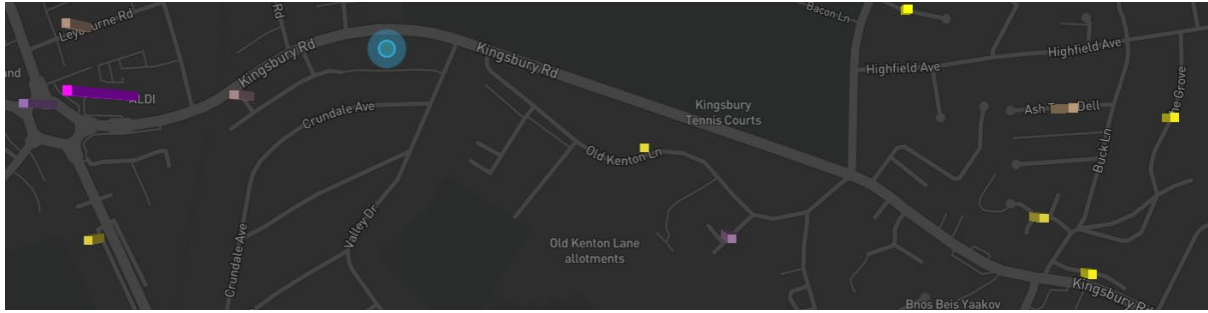 Leybourne Rd
Rd
Bacon Ln
Kingsbury Rd
Kingsbury Rd
Highfield Ave
Highfield Ave
and
ALDI
Crundale Ave
Kingsbury
Tennis Courts
Ash Dell
The Grove
Old Kenton Ln
Buck Ln
Valley Dr
Crundale Ave
Old Kenton Lane
allotments
Kingsbury Rd
Bnos Beis Yaakov